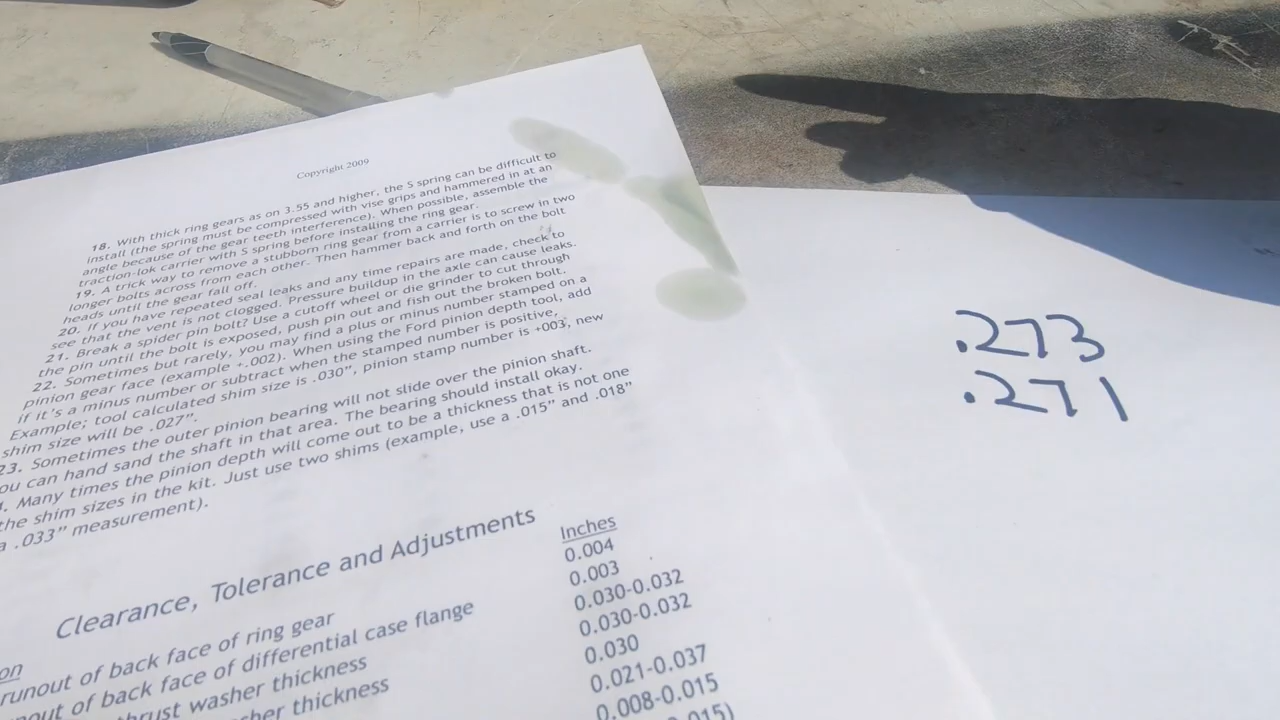 Copyright 2009
18. With thick ring gears as on 3.55 and higher, the S spring can be difficult to
install (the spring must be compressed with vise grips and hammered in at an
angle because of the gear teeth interference). When possible, assemble the
traction-lok carrier with S spring before installing the ring gear.
19. A trick way to remove a stubborn ring gear from a carrier is to screw in two
longer bolts across from each other. Then hammer back and forth on the bolt
heads until the gear fall off.
20. If you have repeated seal leaks and any time repairs are made, check to
see that the vent is not clogged. Pressure buildup in the axle can cause leaks.
21. Break a spider pin bolt? Use a cutoff wheel or die grinder to cut through
the pin until the bolt is exposed, push pin out and fish out the broken bolt.
22. Sometimes but rarely, you may find a plus or minus number stamped on a
pinion gear face (example +.002). When using the Ford pinion depth tool, add
if it's a minus number or subtract when the stamped number is positive,
Example; tool calculated shim size is .030", pinion stamp number is +003, new
shim size will be .027".
23. Sometimes the outer pinion bearing will not slide over the pinion shaft.
ou can hand sand the shaft in that area. The bearing should install okay.
. Many times the pinion depth will come out to be a thickness that is not one
the shim sizes in the kit. Just use two shims (example, use a .015" and .018"
a .033" measurement).
Clearance, Tolerance and Adjustments
on Inches
runout of back face of ring gear 0.004
out of back face of differential case flange 0.003
thrust washer thickness 0.030-0.032
sher thickness 0.030-0.032
0.030
0.021-0.037
0.008-0.015
015)
.273
.271